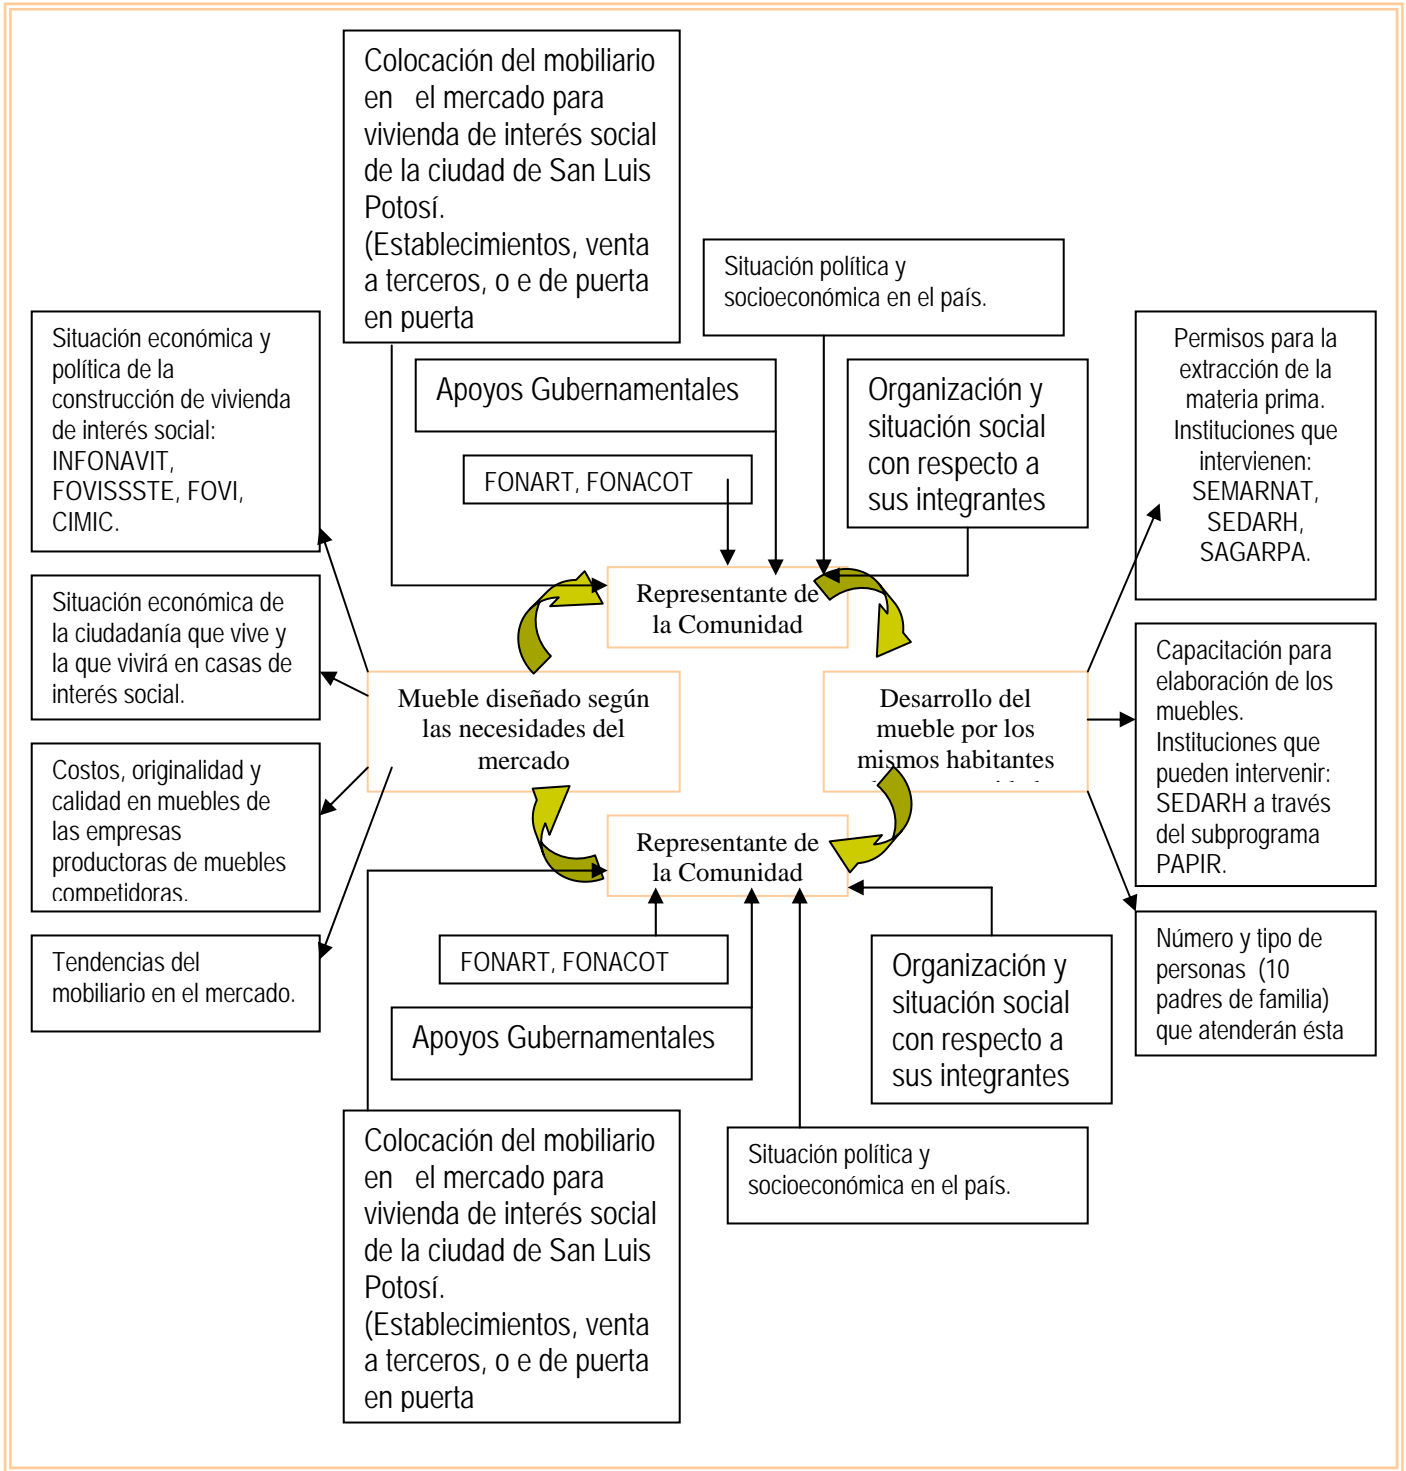 Colocación del mobiliario
en el mercado para
vivienda de interés social
de la ciudad de San Luis
Potosí.
(Establecimientos, venta
a terceros, o e de puerta
en puerta
Situación política y
socioeconómica en el país.
Situación económica y
política de la
construcción de vivienda
de interés social:
INFONAVIT,
FOVISSSTE, FOVI,
CIMIC.
Apoyos Gubernamentales
FONART, FONACOT
Organización y
situación social
con respecto a
sus integrantes
Permisos para la
extracción de la
materia prima.
Instituciones que
intervienen:
SEMARNAT,
SEDARH,
SAGARPA.
Representante de
la Comunidad
Situación económica de
la ciudadanía que vive y
la que vivirá en casas de
interés social.
Mueble diseñado según
las necesidades del
mercado
Desarrollo del
mueble por los
mismos habitantes
Capacitación para
elaboración de los
muebles.
Instituciones que
pueden intervenir:
SEDARH a través
del subprograma
PAPIR.
Costos, originalidad y
calidad en muebles de
las empresas
productoras de muebles
competidoras.
Representante de
la Comunidad
Tendencias del
mobiliario en el mercado.
FONART, FONACOT
Apoyos Gubernamentales
Organización y
situación social
con respecto a
sus integrantes
Número y tipo de
personas (10
padres de familia)
que atenderán ésta
Colocación del mobiliario
en el mercado para
vivienda de interés social
de la ciudad de San Luis
Potosí.
(Establecimientos, venta
a terceros, o e de puerta
en puerta
Situación política y
socioeconómica en el país.